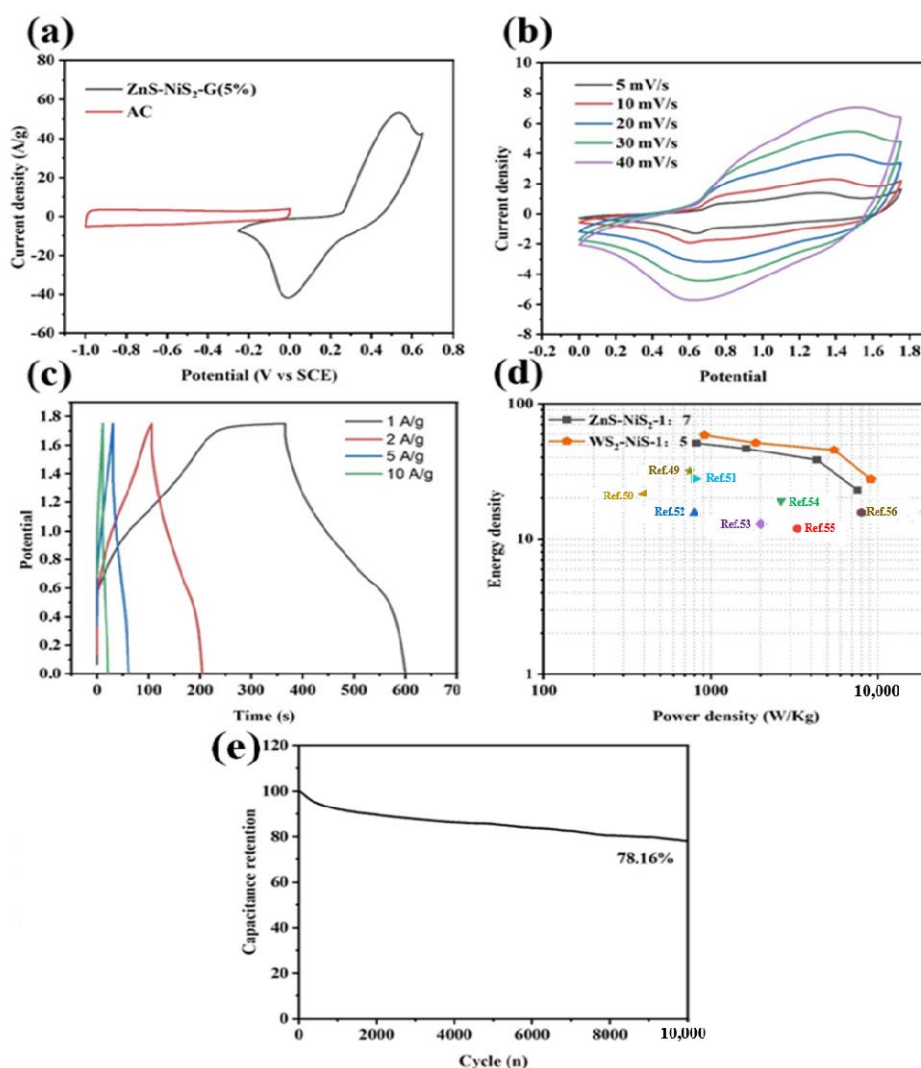 (a)
80
60
40
20
0
-20
-40
-60
Current density (A/g)
ZnS-NiS₂-G(5%)
AC
-1.0 -0.8 -0.6 -0.4 -0.2 0.0 0.2 0.4 0.6 0.8
Potential (V vs SCE)
(b)
10
8
6
4
2
0
-2
-4
-6
-8
Current density
5 mV/s
10 mV/s
20 mV/s
30 mV/s
40 mV/s
-0.2 0.0 0.2 0.4 0.6 0.8 1.0 1.2 1.4 1.6 1.8
Potential
(c)
1.8
1.6
1.4
1.2
1.0
0.8
0.6
0.4
0.2
0.0
Potential
1 A/g
2 A/g
5 A/g
10 A/g
0 100 200 300 400 500 600 70
Time (s)
(d)
100
10
1
Energy density
ZnS-NiS₂-1：7
WS₂-NiS-1：5
Ref.49
Ref.51
Ref.50
Ref.52
Ref.54
Ref.53
Ref.55
Ref.56
100 1000 10,000
Power density (W/Kg)
(e)
120
100
80
60
40
20
0
Capacitance retention
78.16%
0 2000 4000 6000 8000 10,000
Cycle (n)